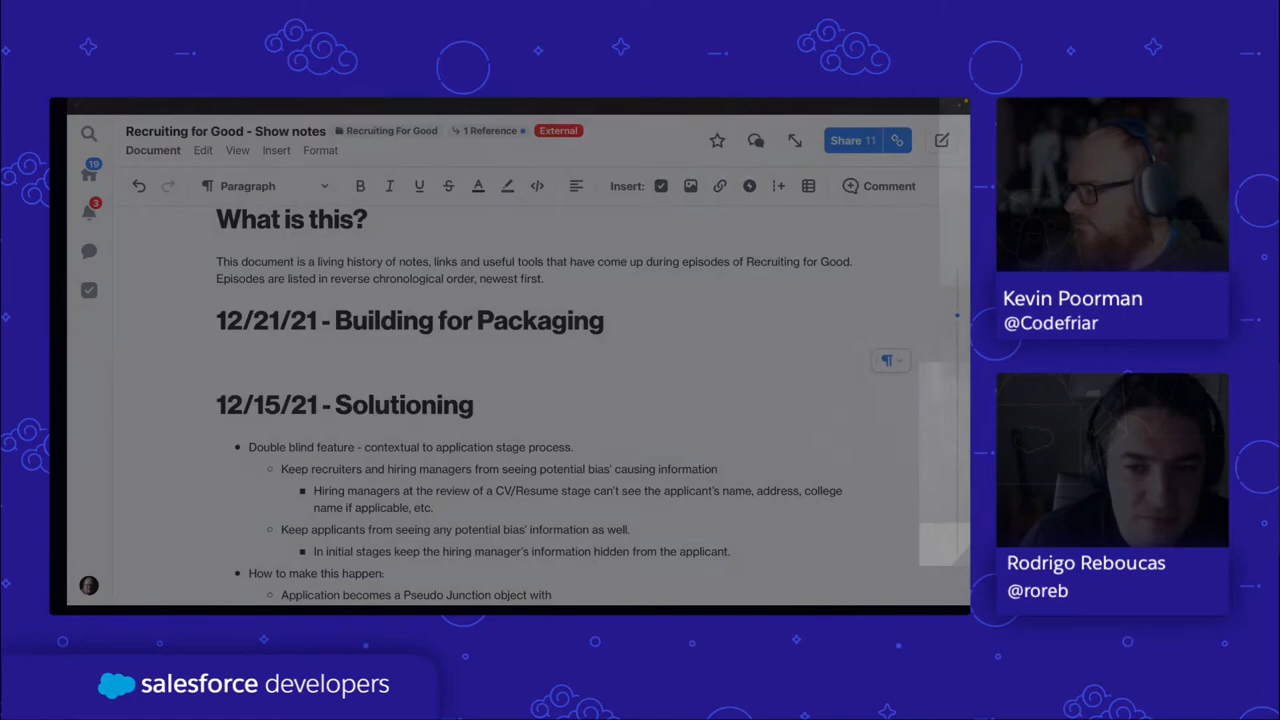 Recruiting for Good - Show notes Recruiting For Good 1 Reference External
Document Edit View Insert Format
Share 11
19
3
Paragraph B I U S A Insert: Comment
What is this?
This document is a living history of notes, links and useful tools that have come up during episodes of Recruiting for Good.
Episodes are listed in reverse chronological order, newest first.
12/21/21 - Building for Packaging
12/15/21 - Solutioning
Double blind feature - contextual to application stage process.
Keep recruiters and hiring managers from seeing potential bias' causing information
Hiring managers at the review of a CV/Resume stage can't see the applicant's name, address, college
name if applicable, etc.
Keep applicants from seeing any potential bias' information as well.
In initial stages keep the hiring manager's information hidden from the applicant.
How to make this happen:
Application becomes a Pseudo Junction object with
Kevin Poorman
@Codefriar
Rodrigo Reboucas
@roreb
salesforce developers